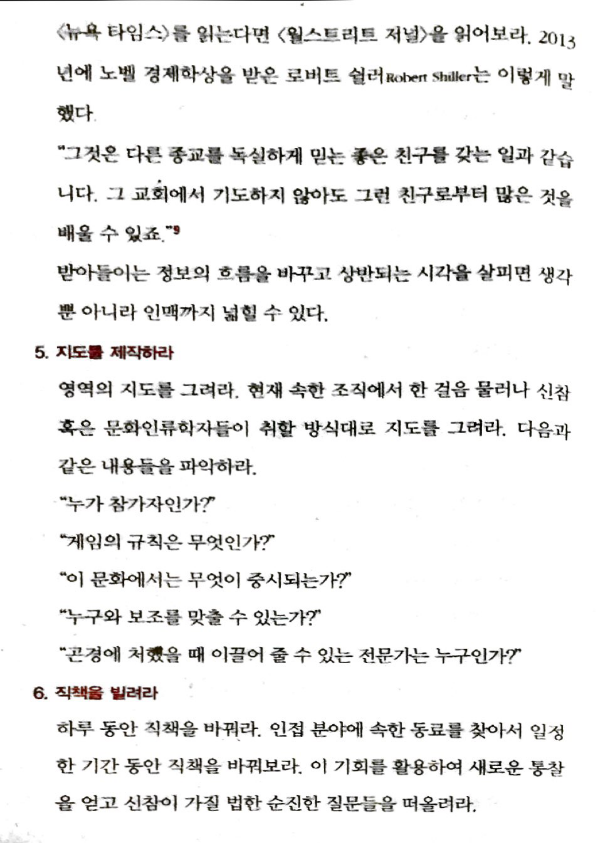 〈뉴욕 타임스〉를 읽는다면 〈월스트리트 저널〉을 읽어보라. 2013
년에 노벨 경제학상을 받은 로버트 쉴러Robert Shiller는 이렇게 말
했다.
"그것은 다른 종교를 독실하게 믿는 좋은 친구를 갖는 일과 같습
니다. 그 교회에서 기도하지 않아도 그런 친구로부터 많은 것을
배울 수 있죠."9
받아들이는 정보의 흐름을 바꾸고 상반되는 시각을 살피면 생각
뿐 아니라 인맥까지 넓힐 수 있다.
5. 지도를 제작하라
영역의 지도를 그려라. 현재 속한 조직에서 한 걸음 물러나 신참
혹은 문화인류학자들이 취할 방식대로 지도를 그려라. 다음과
같은 내용들을 파악하라.
"누가 참가자인가?"
"게임의 규칙은 무엇인가?"
"이 문화에서는 무엇이 중시되는가?"
"누구와 보조를 맞출 수 있는가?"
"곤경에 처했을 때 이끌어 줄 수 있는 전문가는 누구인가?"
6. 직책을 빌려라
하루 동안 직책을 바꿔라. 인접 분야에 속한 동료를 찾아서 일정
한 기간 동안 직책을 바꿔보라. 이 기회를 활용하여 새로운 통찰
을 얻고 신참이 가질 법한 순진한 질문들을 떠올려라.